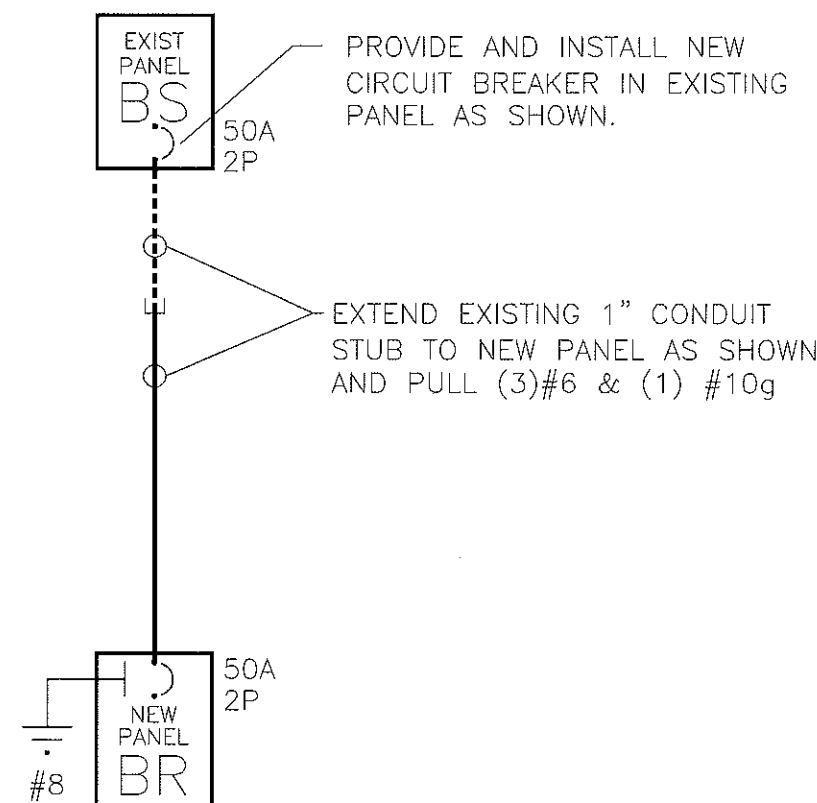 EXIST
PANEL
BS
50A
2P
PROVIDE AND INSTALL NEW
CIRCUIT BREAKER IN EXISTING
PANEL AS SHOWN.
EXTEND EXISTING 1" CONDUIT
STUB TO NEW PANEL AS SHOWN
AND PULL (3)#6 & (1) #10g
50A
2P
NEW
PANEL
BR
#8